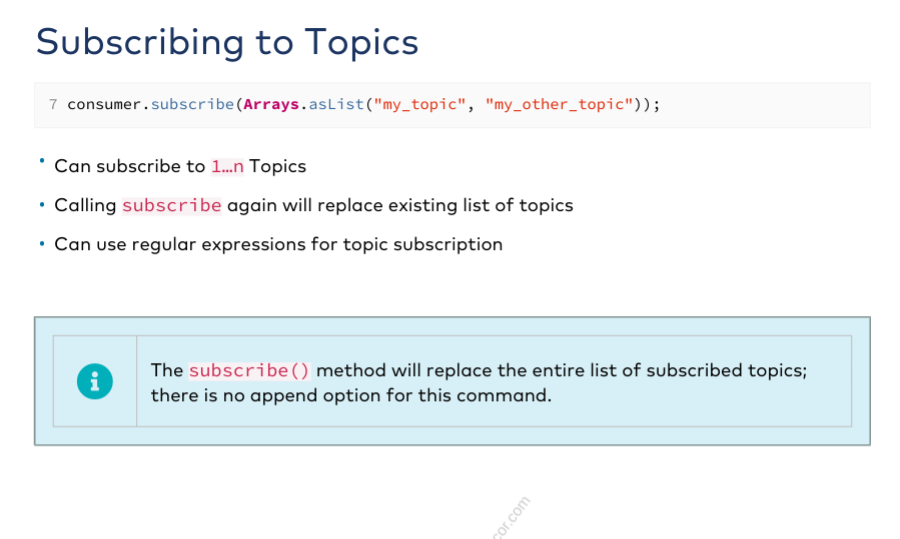 Subscribing to Topics
7 consumer.subscribe(Arrays.asList("my_topic", "my_other_topic"));
• Can subscribe to 1…n Topics
• Calling subscribe again will replace existing list of topics
• Can use regular expressions for topic subscription
The subscribe() method will replace the entire list of subscribed topics;
there is no append option for this command.
cor.com